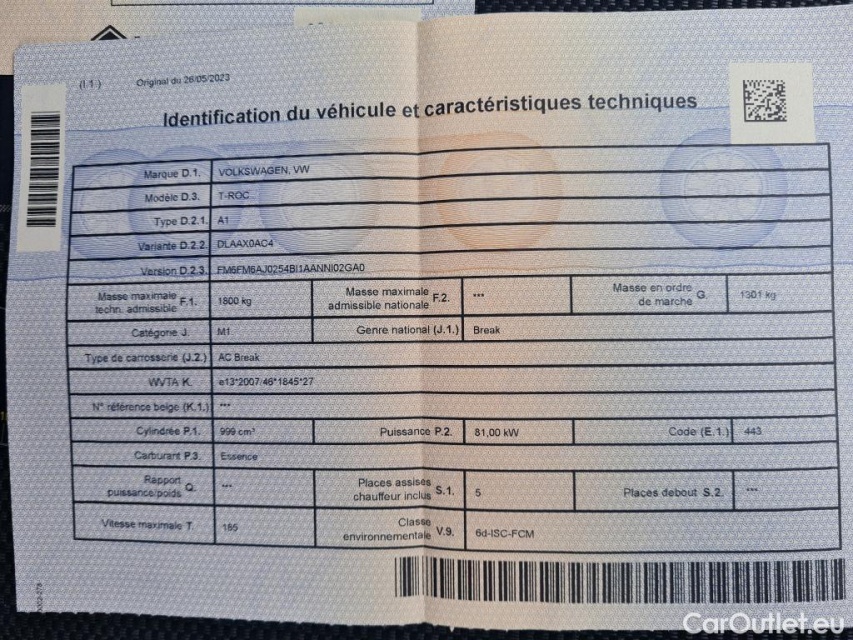 (I.1.) Original du 26/05/2023
Identification du véhicule et caractéristiques techniques
Marque D.1. VOLKSWAGEN, VW
Modèle D.3. T-ROC
Type D.2.1. A1
Variante D.2.2. DLAAX0AC4
Version D.2.3. FM6FM6AJ0254BI1AANNI02GA0
Masse maximale techn. admissible F.1. 1800 kg Masse maximale admissible nationale F.2. *** Masse en ordre de marche G. 1301 kg
Catégorie J. M1 Genre national (J.1.) Break
Type de carrosserie (J.2.) AC Break
WVTA K. e13*2007/46*1845*27
N° référence belge (K.1.) ***
Cylindrée P.1. 999 cm³ Puissance P.2. 81,00 kW Code (E.1.) 443
Carburant P.3. Essence
Rapport puissance/poids Q. *** Places assises chauffeur inclus S.1. 5 Places debout S.2. ***
Vitesse maximale T. 185 Classe environnementale V.9. 6d-ISC-FCM
CarOutlet.eu